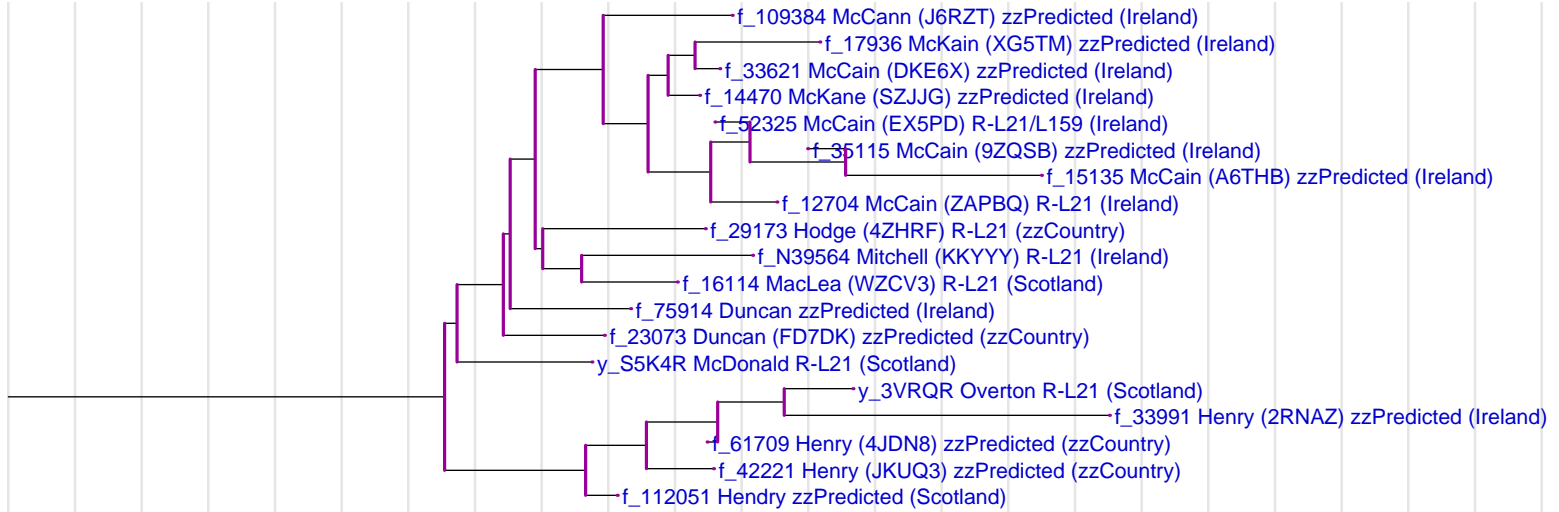 f_109384 McCann (J6RZT) zzPredicted (Ireland)
f_17936 McKain (XG5TM) zzPredicted (Ireland)
f_33621 McCain (DKE6X) zzPredicted (Ireland)
f_14470 McKane (SZJJG) zzPredicted (Ireland)
f_52325 McCain (EX5PD) R-L21/L159 (Ireland)
f_35115 McCain (9ZQSB) zzPredicted (Ireland)
f_15135 McCain (A6THB) zzPredicted (Ireland)
f_12704 McCain (ZAPBQ) R-L21 (Ireland)
f_29173 Hodge (4ZHRF) R-L21 (zzCountry)
f_N39564 Mitchell (KKYYY) R-L21 (Ireland)
f_16114 MacLea (WZCV3) R-L21 (Scotland)
f_75914 Duncan zzPredicted (Ireland)
f_23073 Duncan (FD7DK) zzPredicted (zzCountry)
y_S5K4R McDonald R-L21 (Scotland)
y_3VRQR Overton R-L21 (Scotland)
f_33991 Henry (2RNAZ) zzPredicted (Ireland)
f_61709 Henry (4JDN8) zzPredicted (zzCountry)
f_42221 Henry (JKUQ3) zzPredicted (zzCountry)
f_112051 Hendry zzPredicted (Scotland)